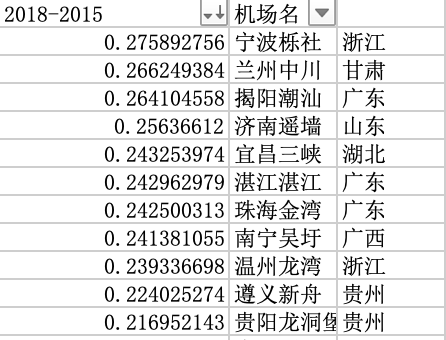 2018-2015 机场名
0.275892756 宁波栎社 浙江
0.266249384 兰州中川 甘肃
0.264104558 揭阳潮汕 广东
0.25636612 济南遥墙 山东
0.243253974 宜昌三峡 湖北
0.242962979 湛江湛江 广东
0.242500313 珠海金湾 广东
0.241381055 南宁吴圩 广西
0.239336698 温州龙湾 浙江
0.224025274 遵义新舟 贵州
0.216952143 贵阳龙洞堡 贵州